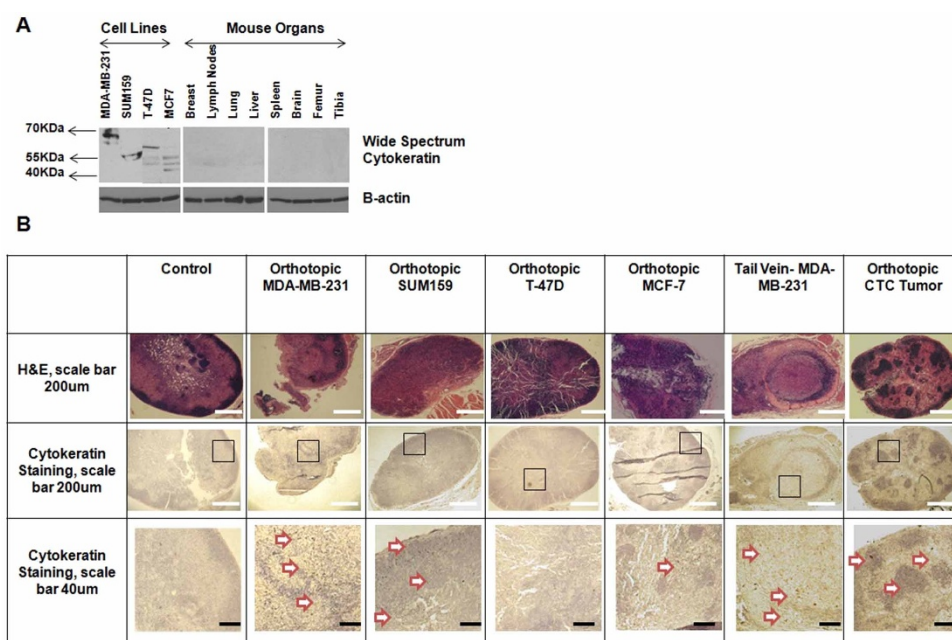 A
Cell Lines
Mouse Organs
MDA-MB-231
SUM159
T-47D
MCF7
Breast
Lymph Nodes
Lung
Liver
Spleen
Brain
Femur
Tibia
70KDa
55KDa
40KDa
Wide Spectrum
Cytokeratin
B-actin
B
Control
Orthotopic
MDA-MB-231
Orthotopic
SUM159
Orthotopic
T-47D
Orthotopic
MCF-7
Tail Vein- MDA-
MB-231
Orthotopic
CTC Tumor
H&E, scale bar
200um
Cytokeratin
Staining, scale
bar 200um
Cytokeratin
Staining, scale
bar 40um